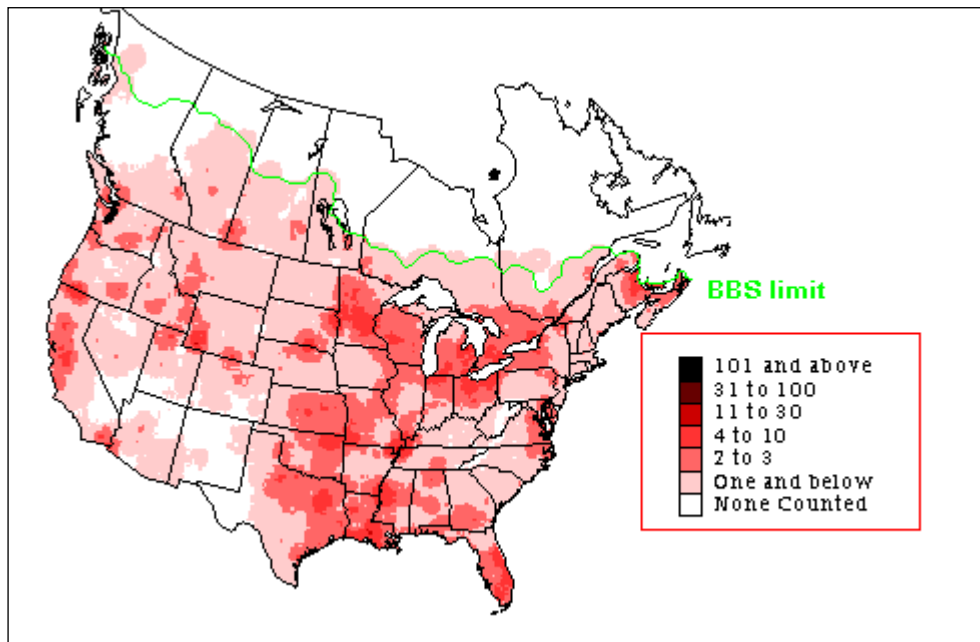 BBS limit
101 and above
31 to 100
11 to 30
4 to 10
2 to 3
One and below
None Counted